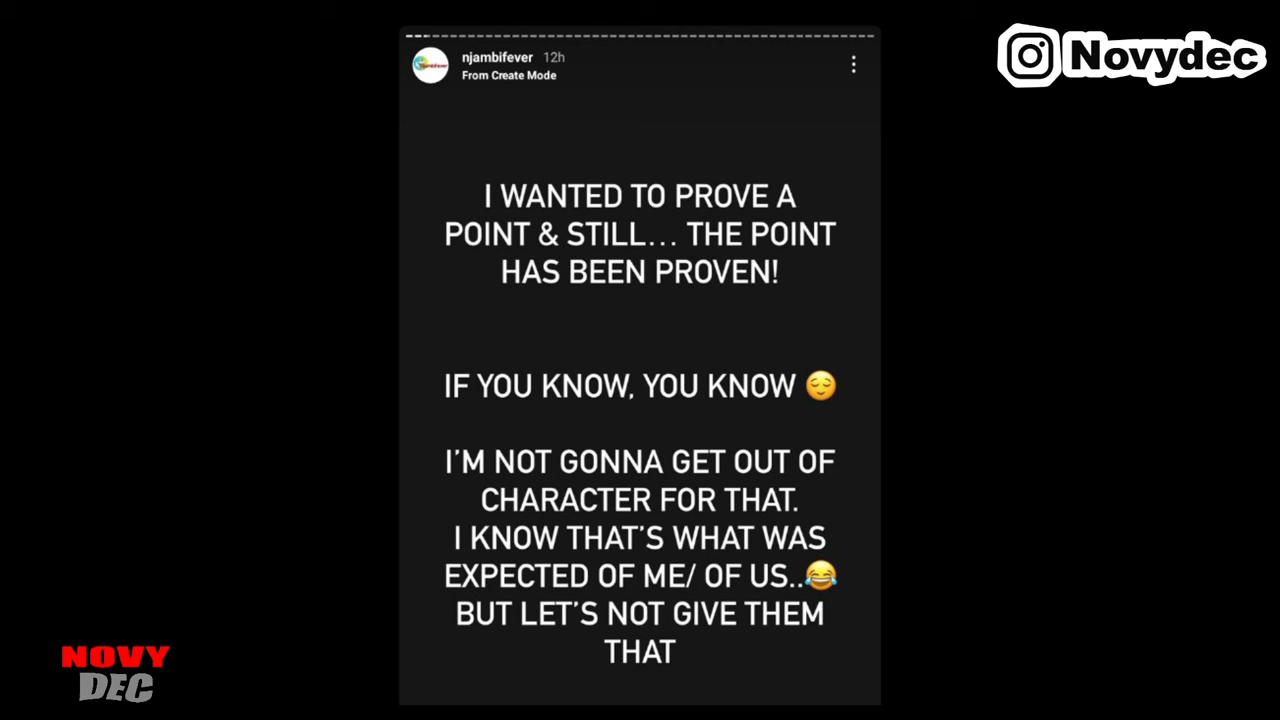 njambifever 12h
From Create Mode
Novydec
I WANTED TO PROVE A
POINT & STILL... THE POINT
HAS BEEN PROVEN!
IF YOU KNOW, YOU KNOW 😌
I'M NOT GONNA GET OUT OF
CHARACTER FOR THAT.
I KNOW THAT'S WHAT WAS
EXPECTED OF ME/ OF US..😂
BUT LET'S NOT GIVE THEM
THAT
NOVY
DEC